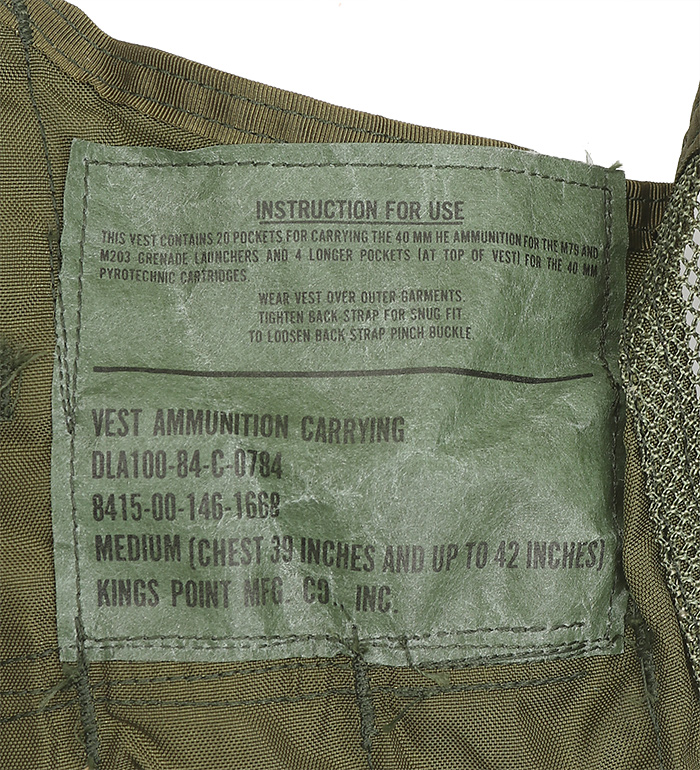 INSTRUCTION FOR USE
THIS VEST CONTAINS 20 POCKETS FOR CARRYING THE 40 MM HE AMMUNITION FOR THE M79 AND
M203 GRENADE LAUNCHERS AND 4 LONGER POCKETS (AT TOP OF VEST) FOR THE 40 MM
PYROTECHNIC CARTRIDGES.
WEAR VEST OVER OUTER GARMENTS.
TIGHTEN BACK STRAP FOR SNUG FIT.
TO LOOSEN BACK STRAP PINCH BUCKLE.
VEST AMMUNITION CARRYING
DLA100-84-C-0784
8415-00-146-1668
MEDIUM (CHEST 39 INCHES AND UP TO 42 INCHES)
KINGS POINT MFG. CO., INC.